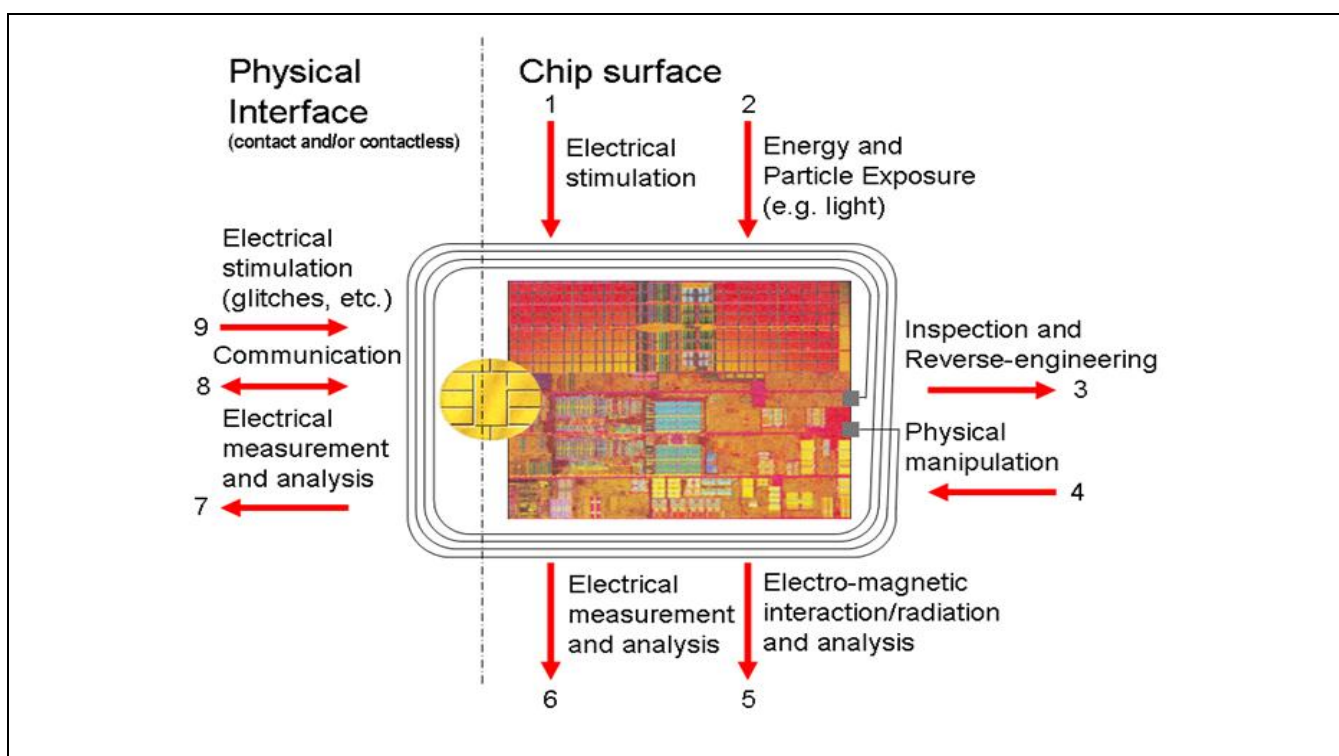 Physical
Interface
(contact and/or contactless)
Chip surface
1
Electrical
stimulation
2
Energy and
Particle Exposure
(e.g. light)
Electrical
stimulation
(glitches, etc.)
9
Communication
8
Electrical
measurement
and analysis
7
Inspection and
Reverse-engineering
3
Physical
manipulation
4
Electrical
measurement
and analysis
6
Electro-magnetic
interaction/radiation
and analysis
5